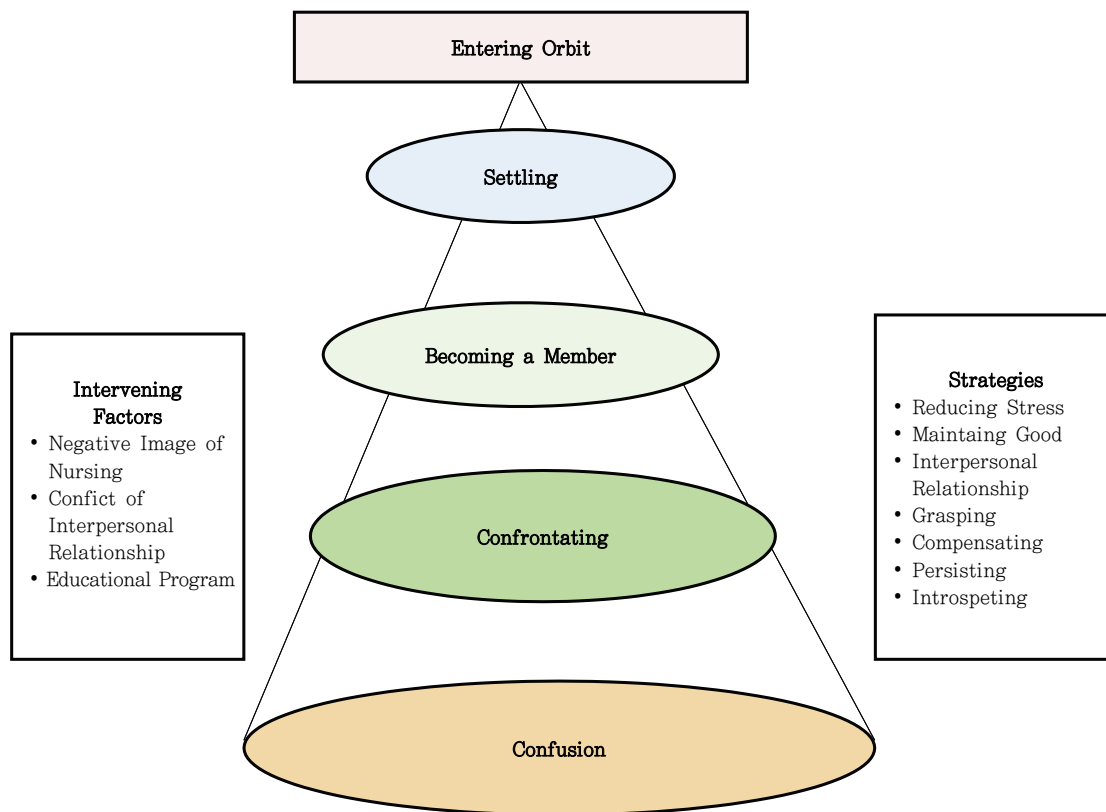 Entering Orbit
Settling
Becoming a Member
Intervening
Factors
• Negative Image of
Nursing
• Confict of
Interpersonal
Relationship
• Educational Program
Strategies
• Reducing Stress
• Maintaing Good
• Interpersonal
Relationship
• Grasping
• Compensating
• Persisting
• Introspeting
Confrontating
Confusion